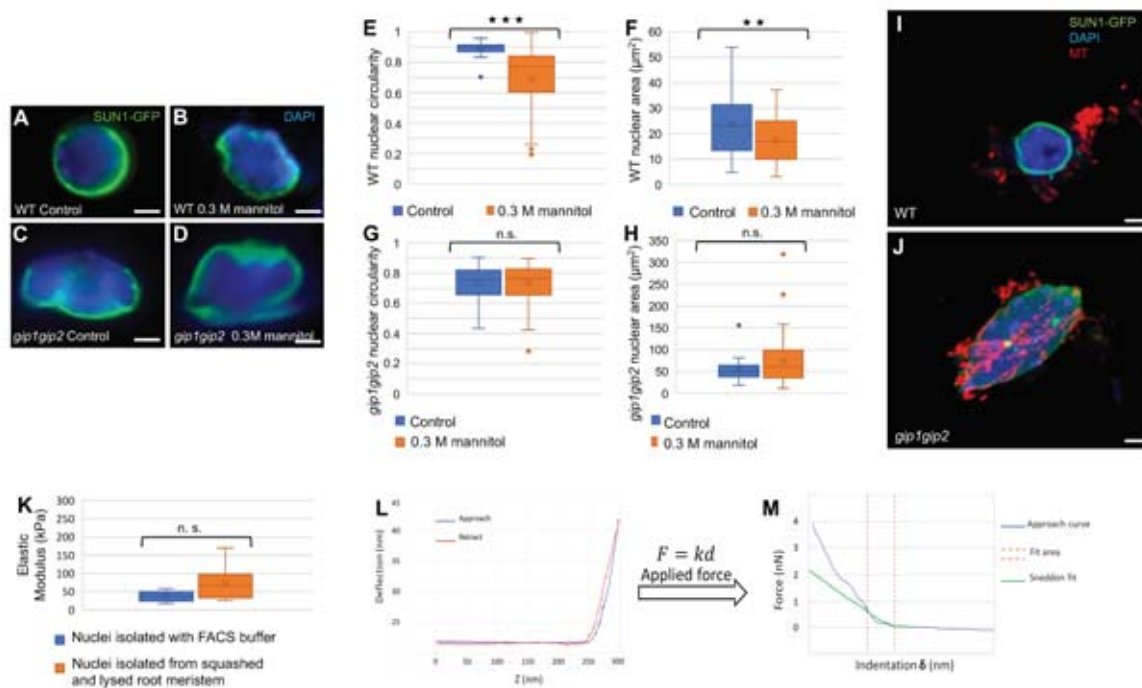 A
SUN1-GFP
WT Control
B
DAPI
WT 0.3 M mannitol
C
gip1gip2 Control
D
gip1gip2 0.3M mannitol
E
★★★
WT nuclear circularity
1
0.8
0.6
0.4
0.2
0
Control
0.3 M mannitol
F
★★
WT nuclear area (µm²)
60
50
40
30
20
10
0
Control
0.3 M mannitol
G
n.s.
gip1gip2 nuclear circularity
1
0.8
0.6
0.4
0.2
0
Control
0.3 M mannitol
H
n.s.
gip1gip2 nuclear area (µm²)
350
300
250
200
150
100
50
0
Control
0.3 M mannitol
I
SUN1-GFP
DAPI
MT
WT
J
gip1gip2
K
n. s.
Elastic
Modulus (kPa)
300
250
200
150
100
50
0
Nuclei isolated with FACS buffer
Nuclei isolated from squashed
and lysed root meristem
L
Deflection (nm)
45
40
35
30
25
Approach
Retract
0
50
100
150
200
250
300
Z (nm)
F = kd
Applied force
M
Force (nN)
4
3
2
1
0
Approach curve
Fit area
Sneddon fit
Indentation δ (nm)